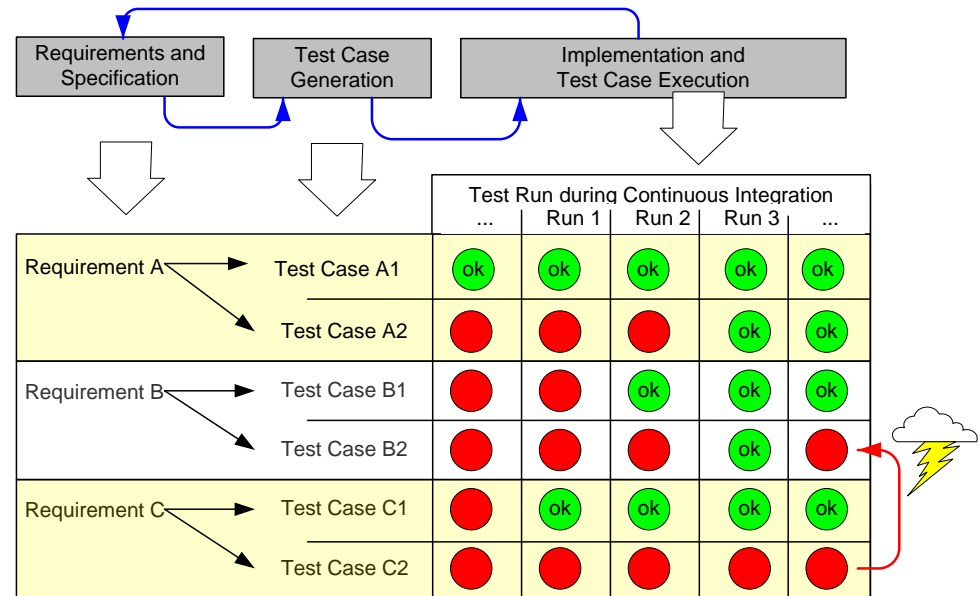 Requirements and
Specification
Test Case
Generation
Implementation and
Test Case Execution
Test Run during Continuous Integration
... Run 1 Run 2 Run 3 ...
Requirement A Test Case A1 ok ok ok ok ok
Test Case A2 ok ok
Requirement B Test Case B1 ok ok ok
Test Case B2 ok
Requirement C Test Case C1 ok ok ok ok
Test Case C2